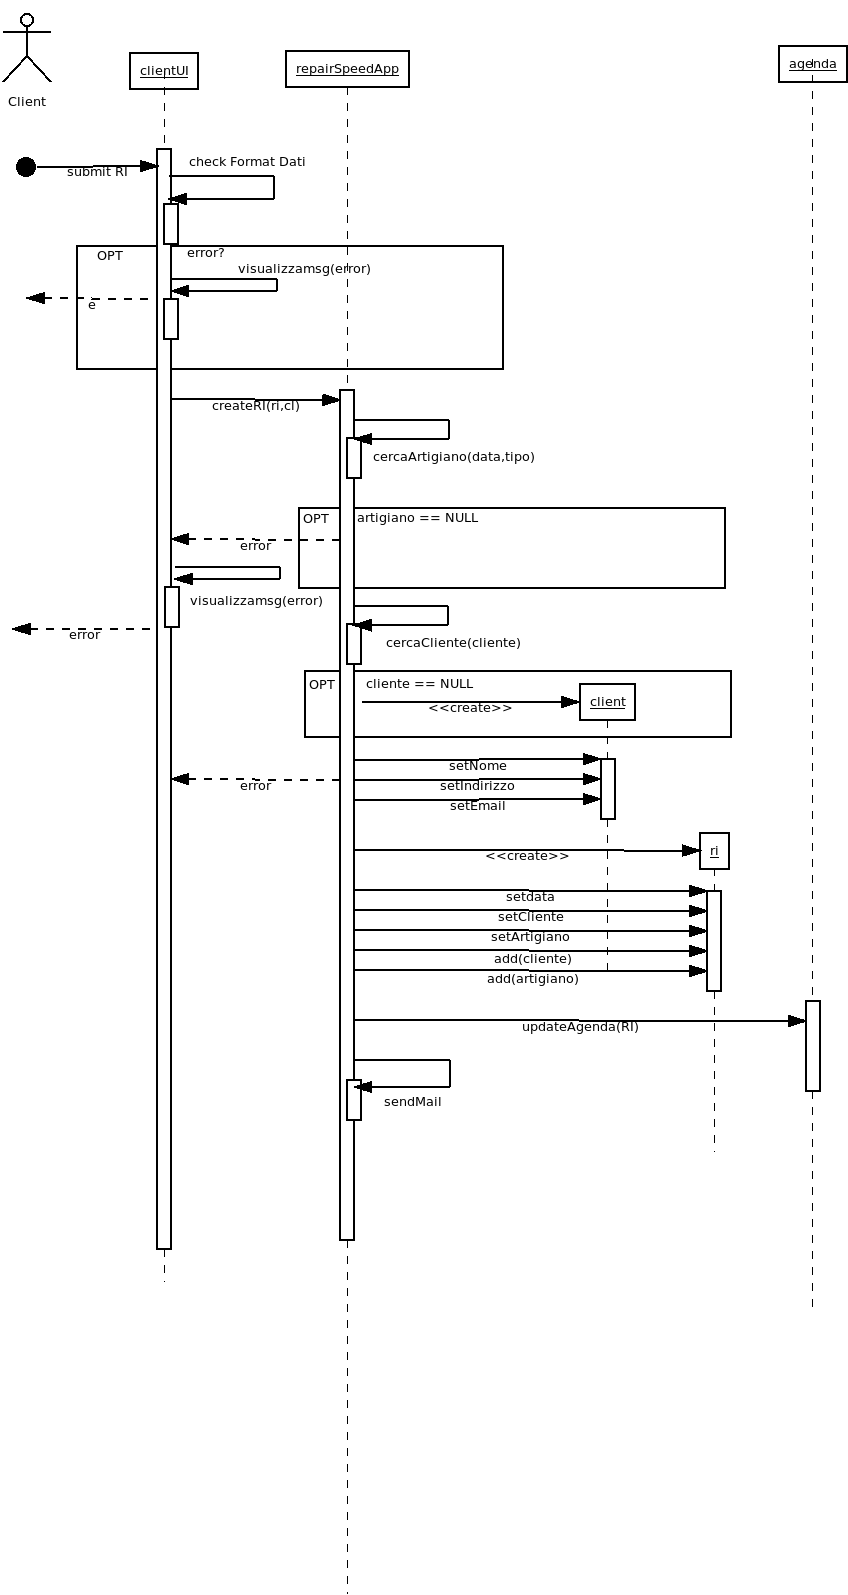 clientUI
repairSpeedApp
agenda
Client
check Format Dati
submit RI
OPT
error?
visualizzamsg(error)
e
createRI(ri,cl)
cercaArtigiano(data,tipo)
OPT
artigiano == NULL
error
visualizzamsg(error)
error
cercaCliente(cliente)
OPT
cliente == NULL
client
<<create>>
setNome
error
setIndirizzo
setEmail
ri
<<create>>
setdata
setCliente
setArtigiano
add(cliente)
add(artigiano)
updateAgenda(RI)
sendMail